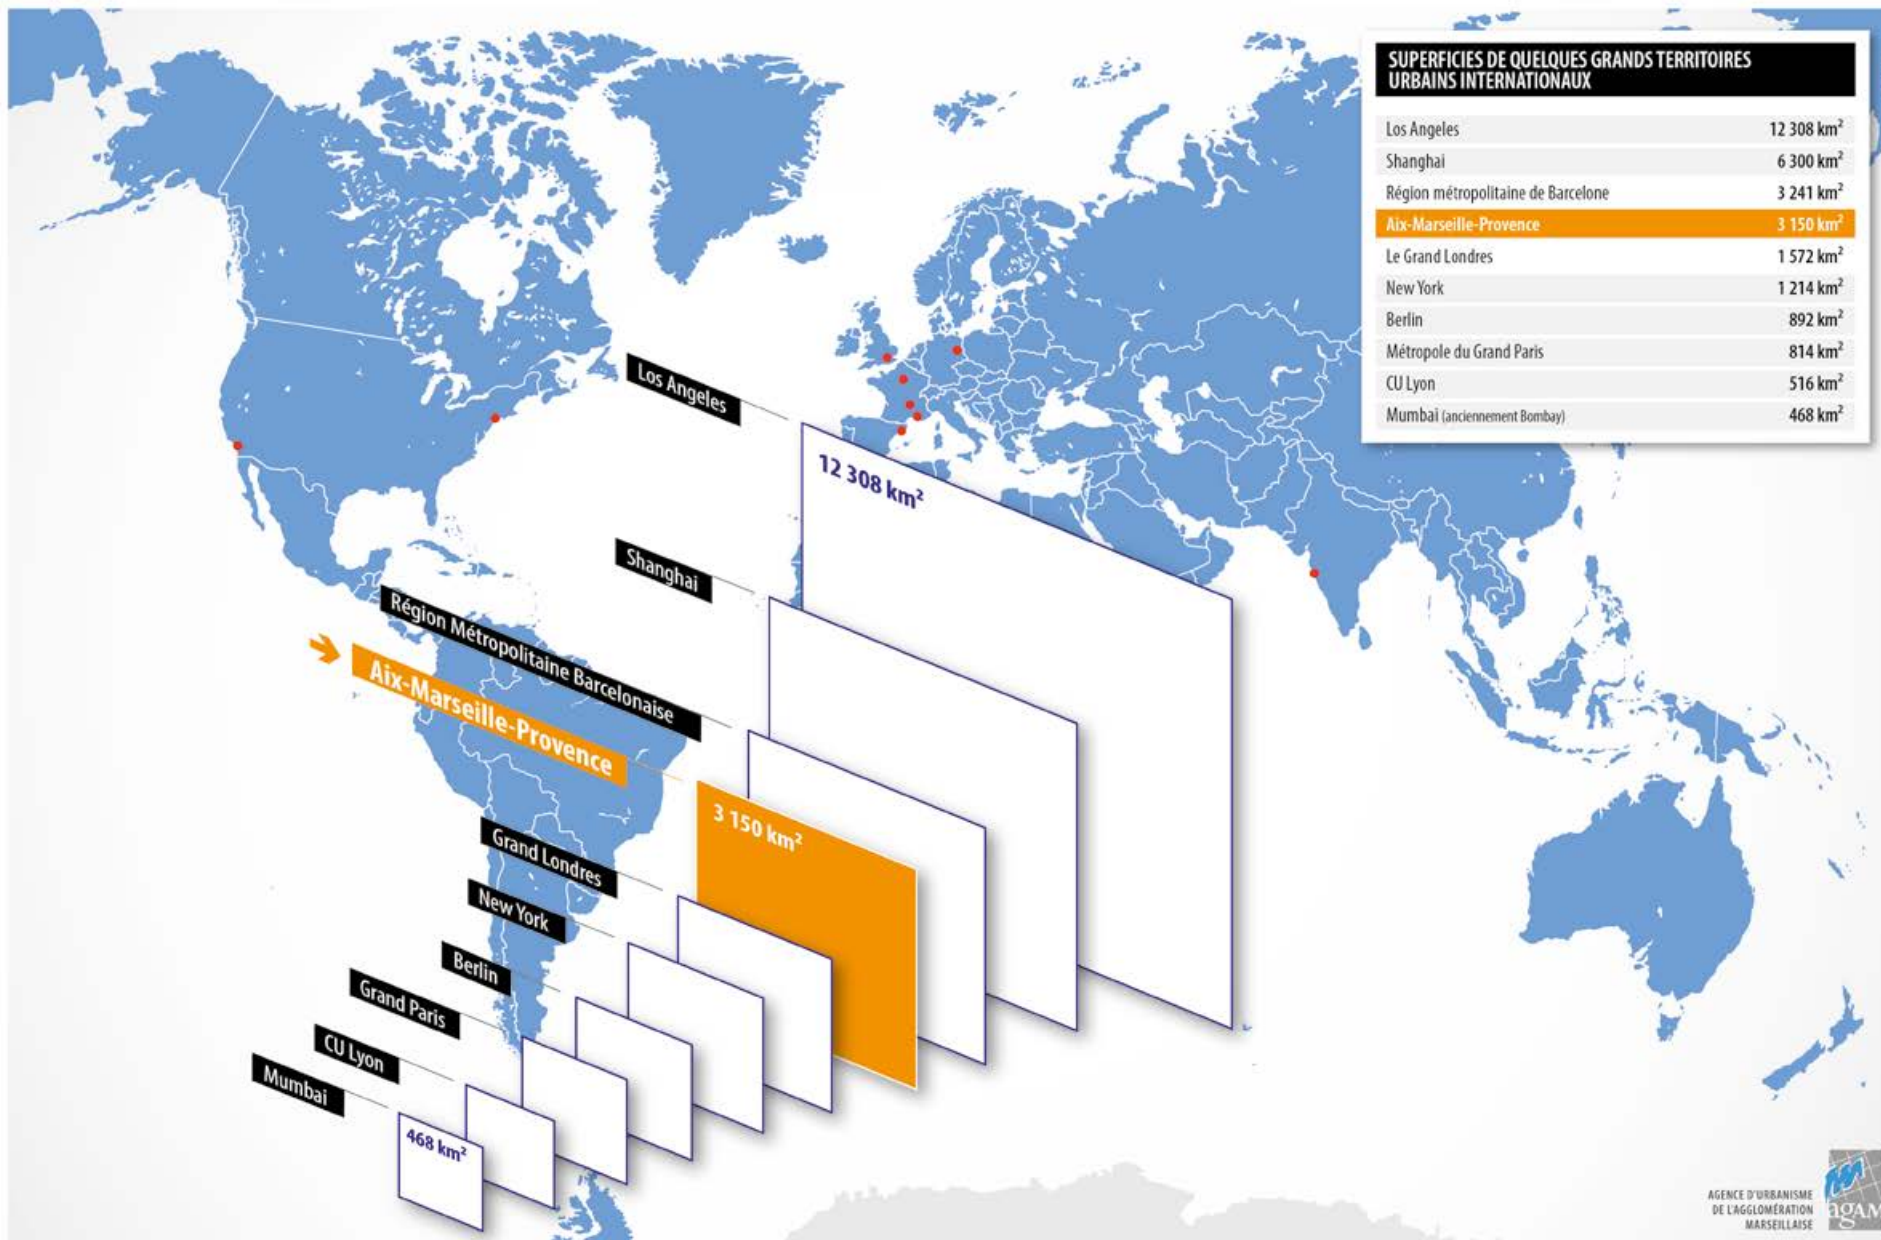 SUPERFICIES DE QUELQUES GRANDS TERRITOIRES
URBAINS INTERNATIONAUX
Los Angeles 12 308 km²
Shanghai 6 300 km²
Région métropolitaine de Barcelone 3 241 km²
Aix-Marseille-Provence 3 150 km²
Le Grand Londres 1 572 km²
New York 1 214 km²
Berlin 892 km²
Métropole du Grand Paris 814 km²
CU Lyon 516 km²
Mumbai (anciennement Bombay) 468 km²
Los Angeles
12 308 km²
Shanghai
Région Métropolitaine Barcelonaise
Aix-Marseille-Provence
3 150 km²
Grand Londres
New York
Berlin
Grand Paris
CU Lyon
Mumbai
468 km²
AGENCE D'URBANISME
DE L'AGGLOMÉRATION
MARSEILLAISE
agAM